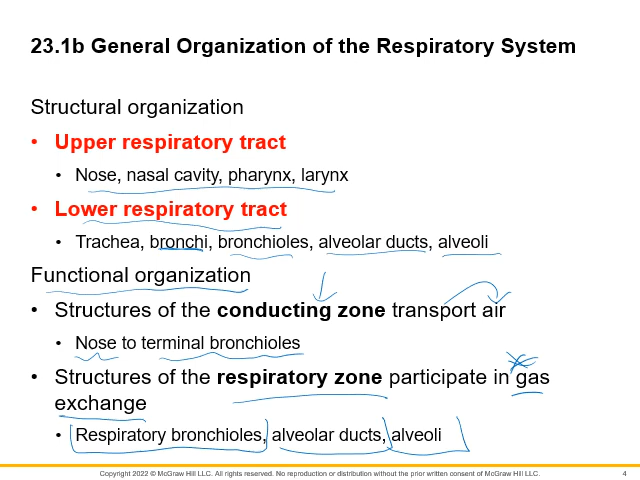 23.1b General Organization of the Respiratory System
Structural organization
• Upper respiratory tract
• Nose, nasal cavity, pharynx, larynx
• Lower respiratory tract
• Trachea, bronchi, bronchioles, alveolar ducts, alveoli
Functional organization
• Structures of the conducting zone transport air
• Nose to terminal bronchioles
• Structures of the respiratory zone participate in gas
exchange
• Respiratory bronchioles, alveolar ducts, alveoli
Copyright 2022 © McGraw Hill LLC. All rights reserved. No reproduction or distribution without the prior written consent of McGraw Hill LLC.
4